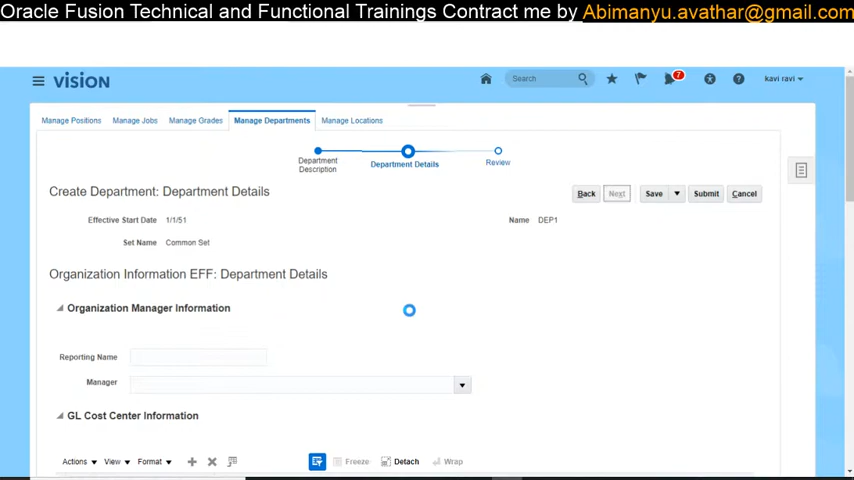 Oracle Fusion Technical and Functional Trainings Contract me by Abimanyu.avathar@gmail.com
VISION
Search
7
kavi ravi
Manage Positions Manage Jobs Manage Grades Manage Departments Manage Locations
Department Description
Department Details
Review
Create Department: Department Details
Back Next Save Submit Cancel
Effective Start Date 1/1/51
Name DEP1
Set Name Common Set
Organization Information EFF: Department Details
Organization Manager Information
Reporting Name
Manager
GL Cost Center Information
Actions View Format Freeze Detach Wrap